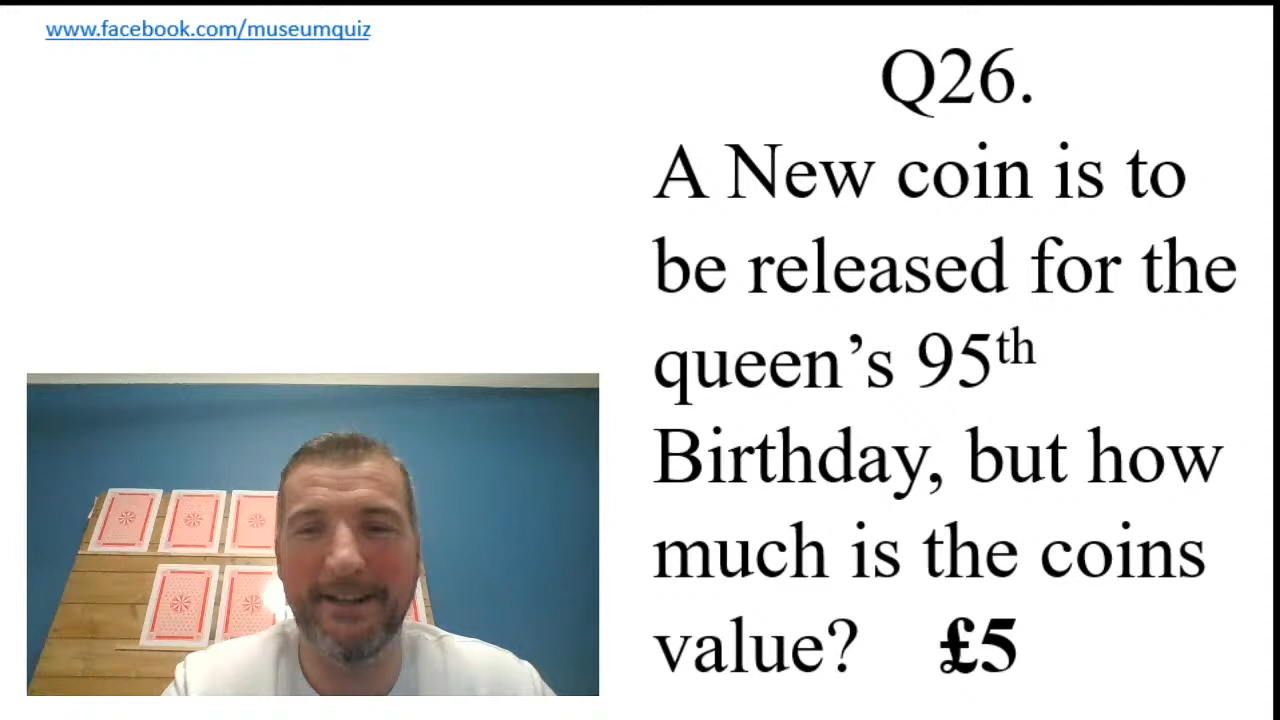 www.facebook.com/museumquiz
Q26.
A New coin is to
be released for the
queen’s 95th
Birthday, but how
much is the coins
value? £5